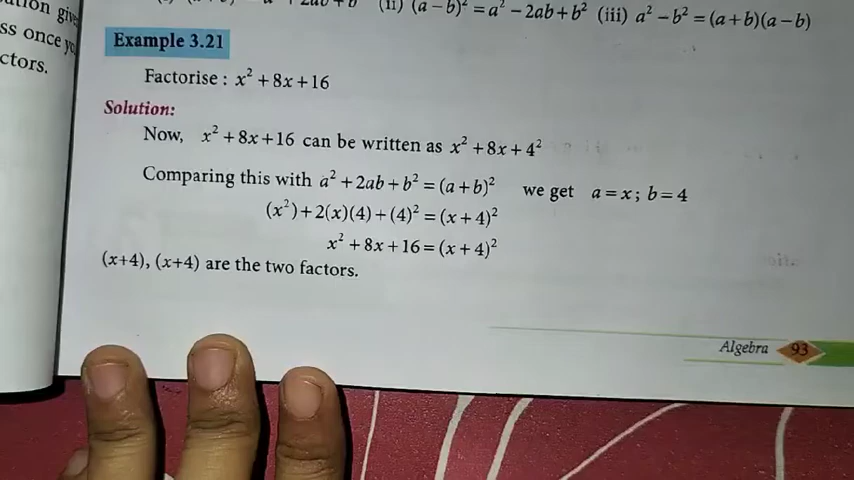 (ii) (a − b)² = a² − 2ab + b² (iii) a² − b² = (a + b)(a − b)
ss once
ctors.
Example 3.21
Factorise : x² + 8x + 16
Solution:
Now, x² + 8x + 16 can be written as x² + 8x + 4²
Comparing this with a² + 2ab + b² = (a + b)² we get a = x; b = 4
(x²) + 2(x)(4) + (4)² = (x + 4)²
x² + 8x + 16 = (x + 4)²
(x+4), (x+4) are the two factors.
Algebra 93